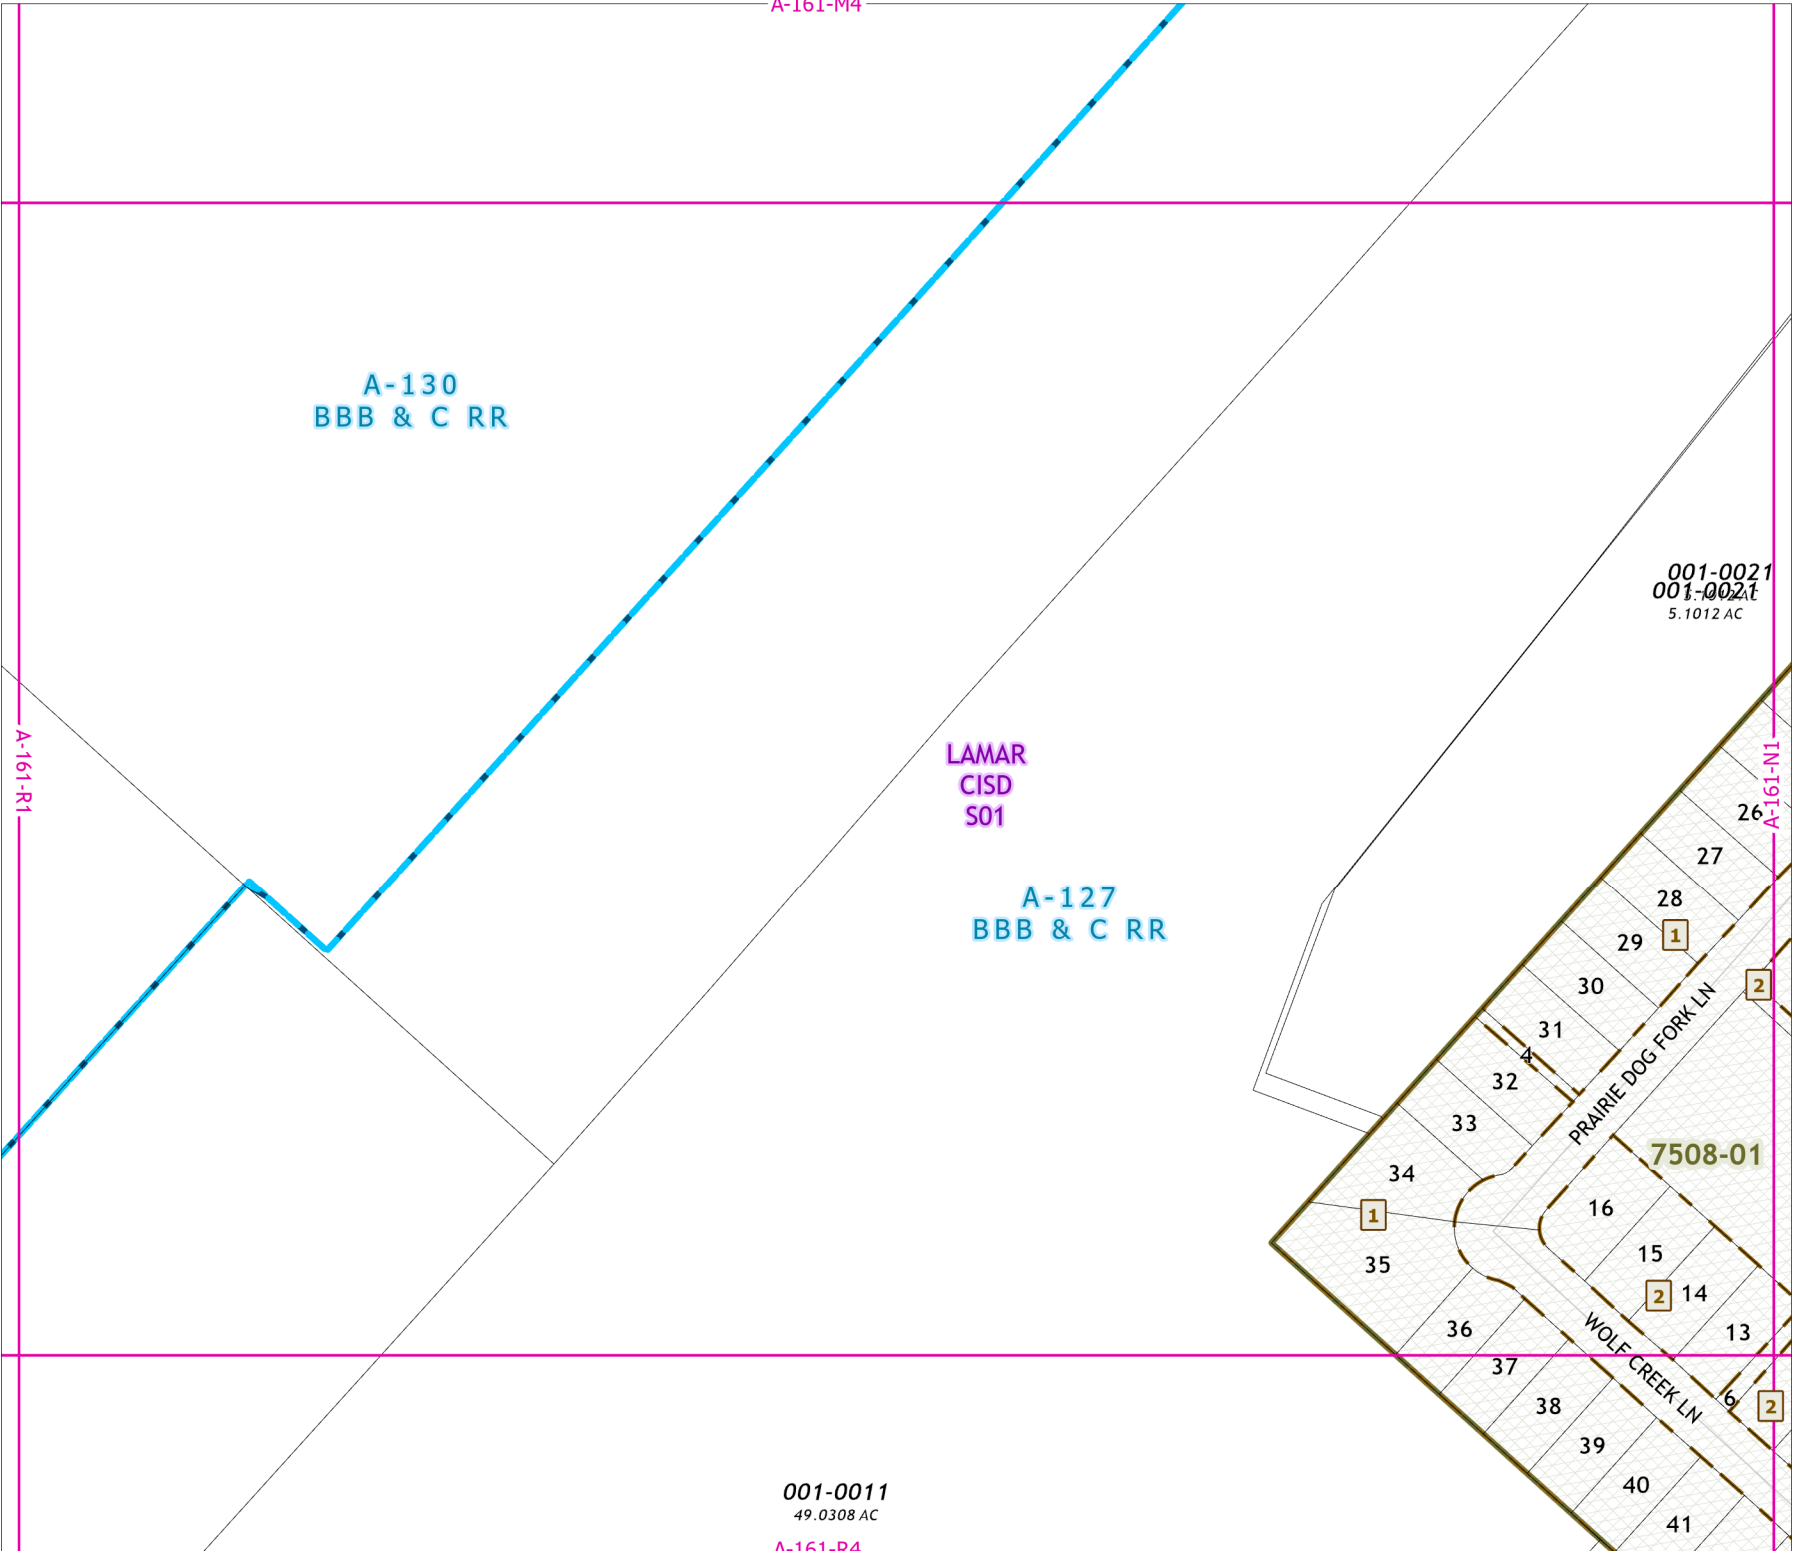 A-161-M4
A-130
BBB & C RR
001-0021
001-0021
5.1012 AC
5.1012 AC
A-161-R1
LAMAR
CISD
S01
A-161-N1
26
27
28
A-127
BBB & C RR
29
1
2
30
31
4
32
PRAIRIE DOG FORK LN
33
7508-01
34
16
1
15
35
2
14
36
13
WOLF CREEK LN
37
6
2
38
39
40
001-0011
49.0308 AC
41
A-161-R4